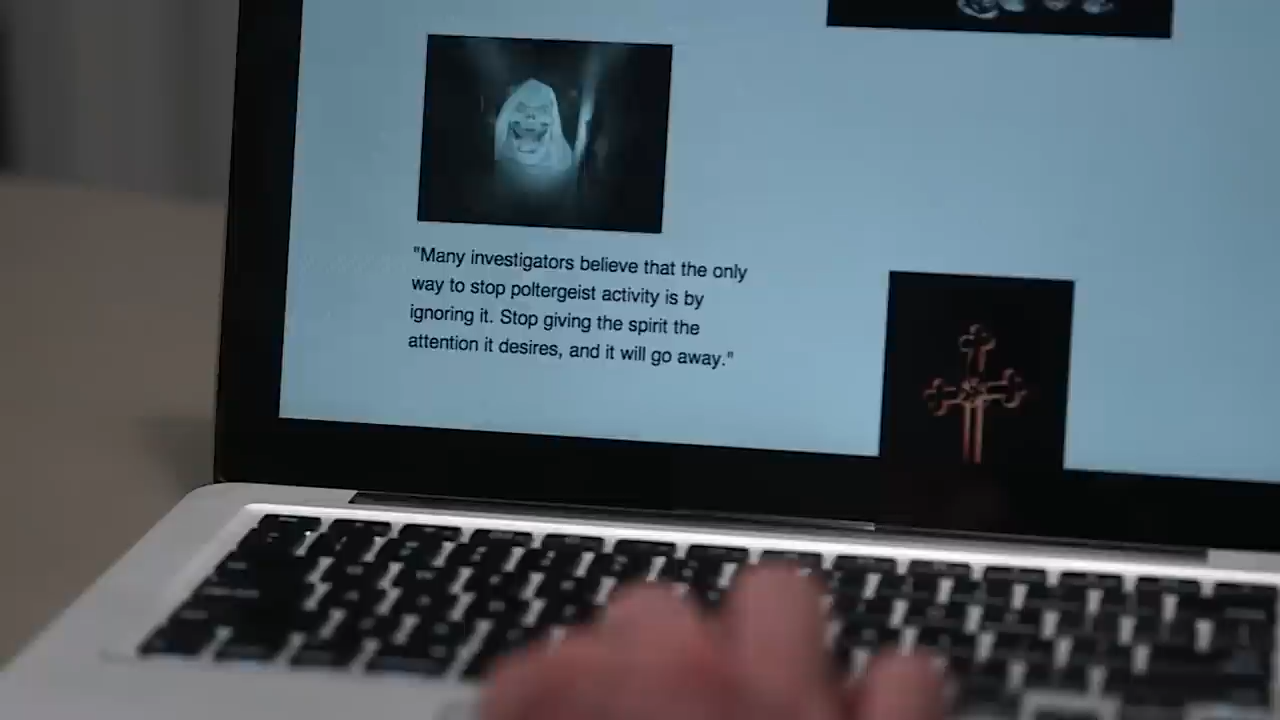 "Many investigators believe that the only
way to stop poltergeist activity is by
ignoring it. Stop giving the spirit the
attention it desires, and it will go away."